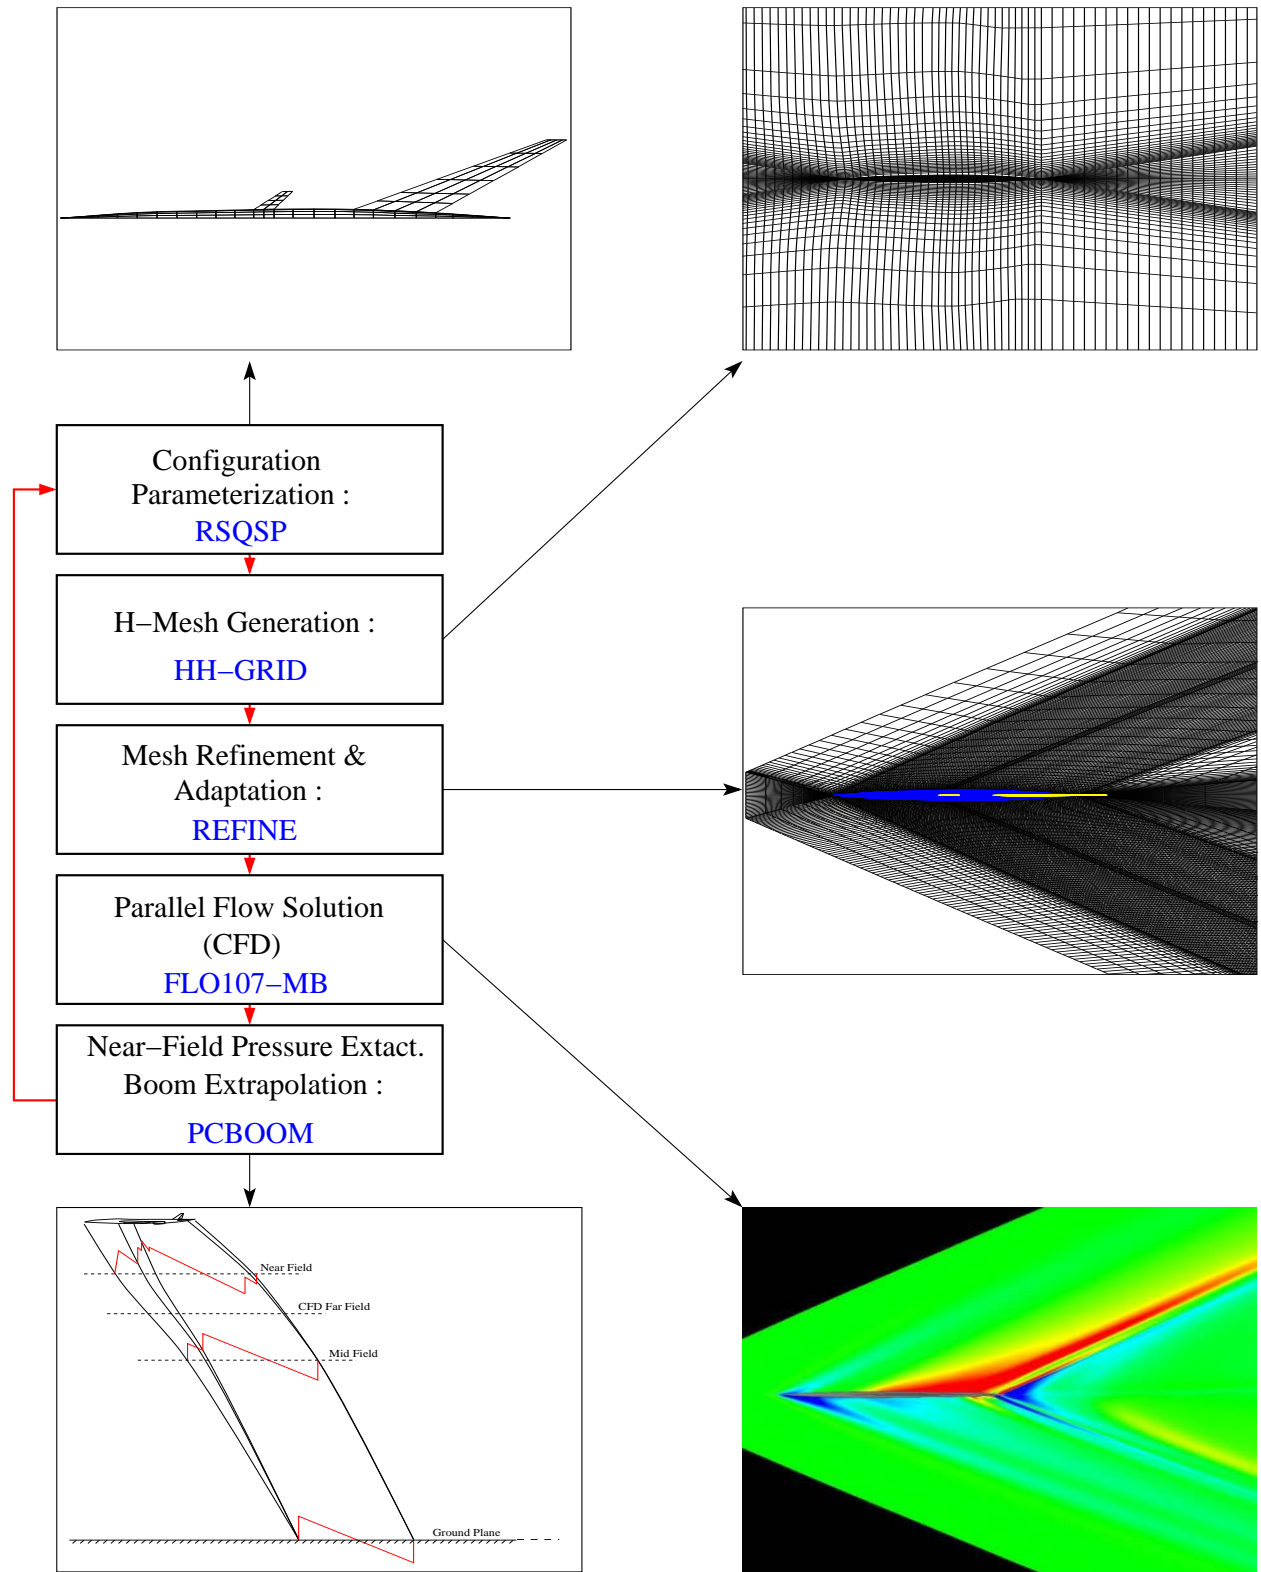 Configuration
Parameterization :
RSQSP
H−Mesh Generation :
HH−GRID
Mesh Refinement &
Adaptation :
REFINE
Parallel Flow Solution
(CFD)
FLO107−MB
Near−Field Pressure Extact.
Boom Extrapolation :
PCBOOM
Near Field
CFD Far Field
Mid Field
Ground Plane